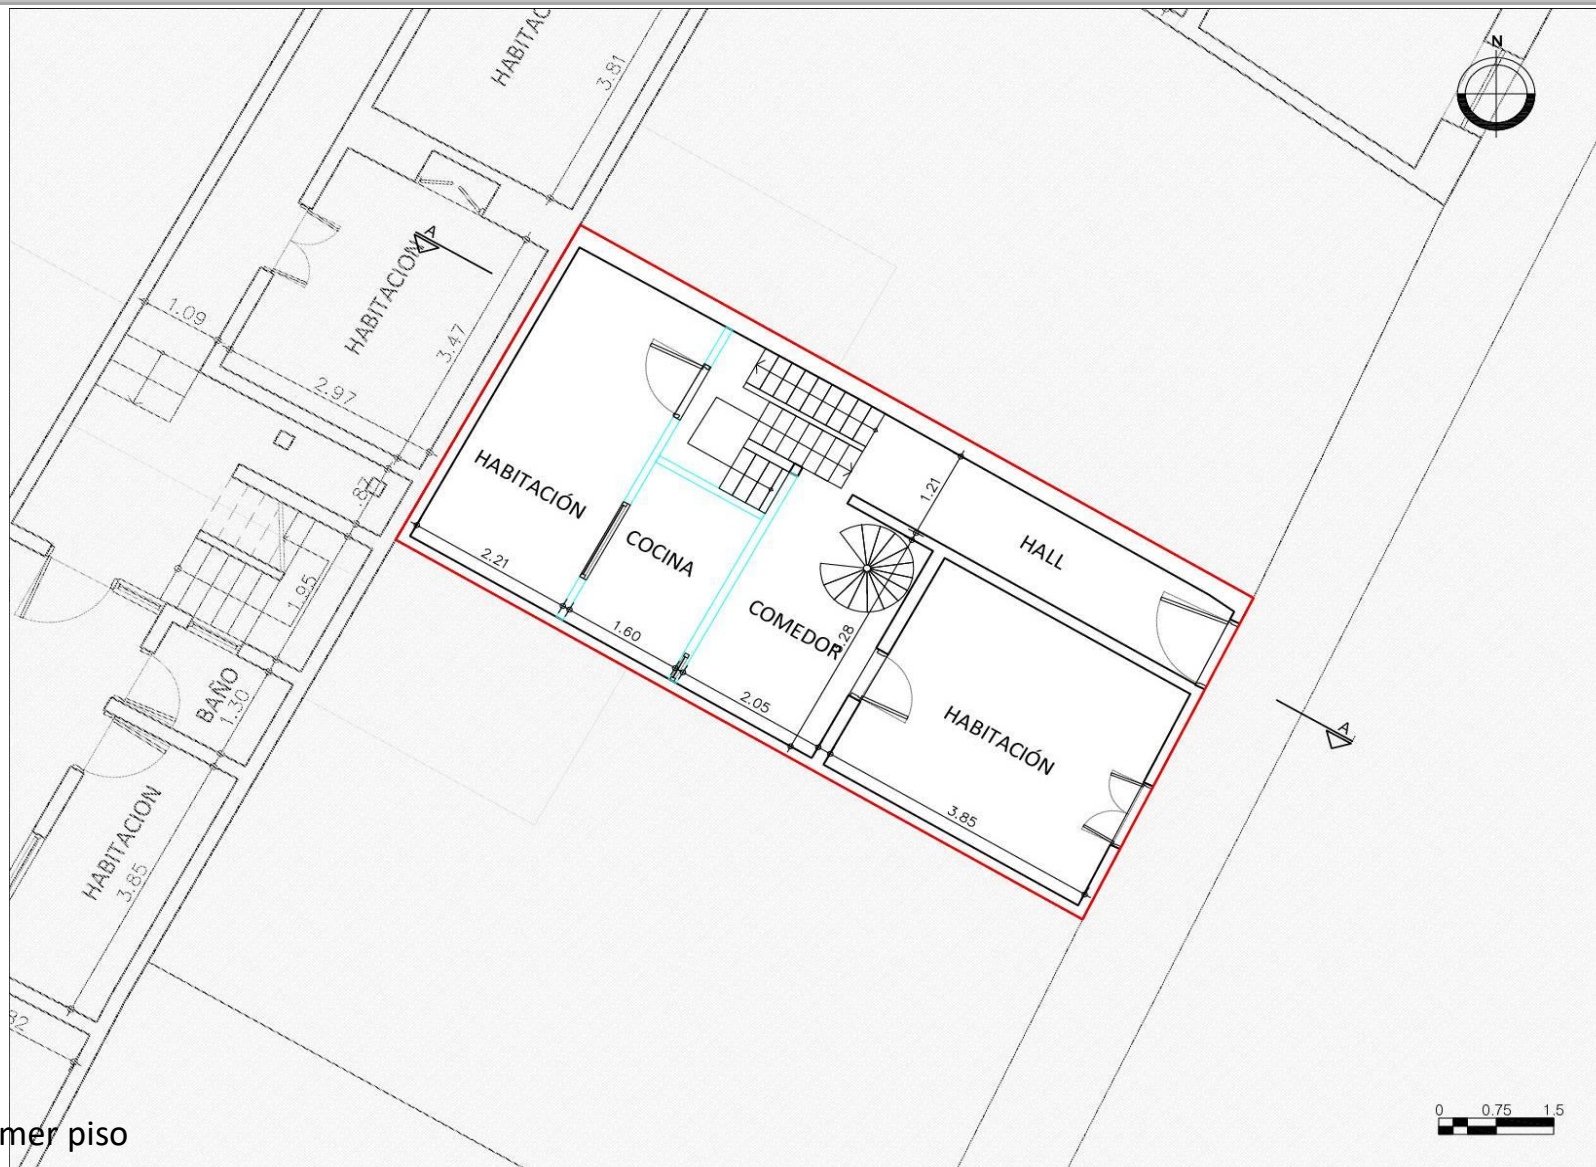 HABITAC
3.81
N
A
HABITACION
1.09
3.47
2.97
.87
HABITACIÓN
1.21
HALL
COCINA
2.21
1.95
COMEDOR
.28
1.60
BAÑO
1.30
2.05
HABITACIÓN
A
HABITACION
3.85
3.85
32
0 0.75 1.5
mer piso